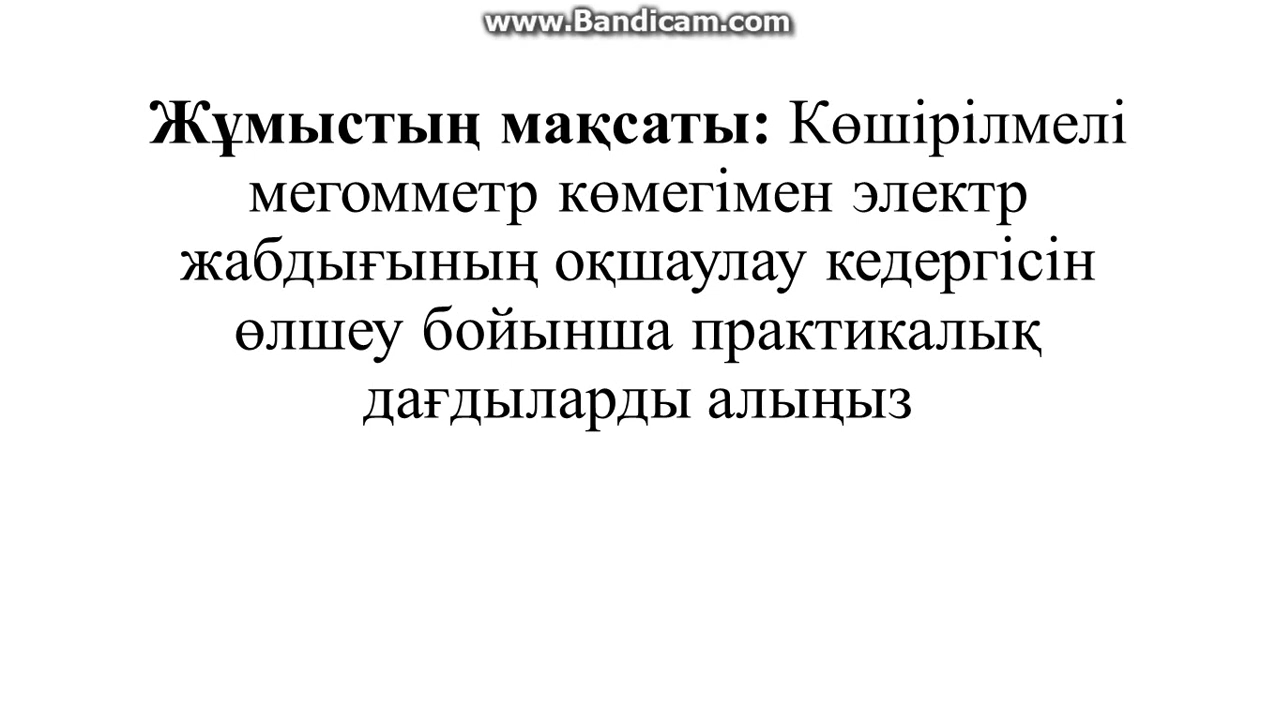 www.Bandicam.com
Жұмыстың мақсаты: Көшірілмелі
мегомметр көмегімен электр
жабдығының оқшаулау кедергісін
өлшеу бойынша практикалық
дағдыларды алыңыз